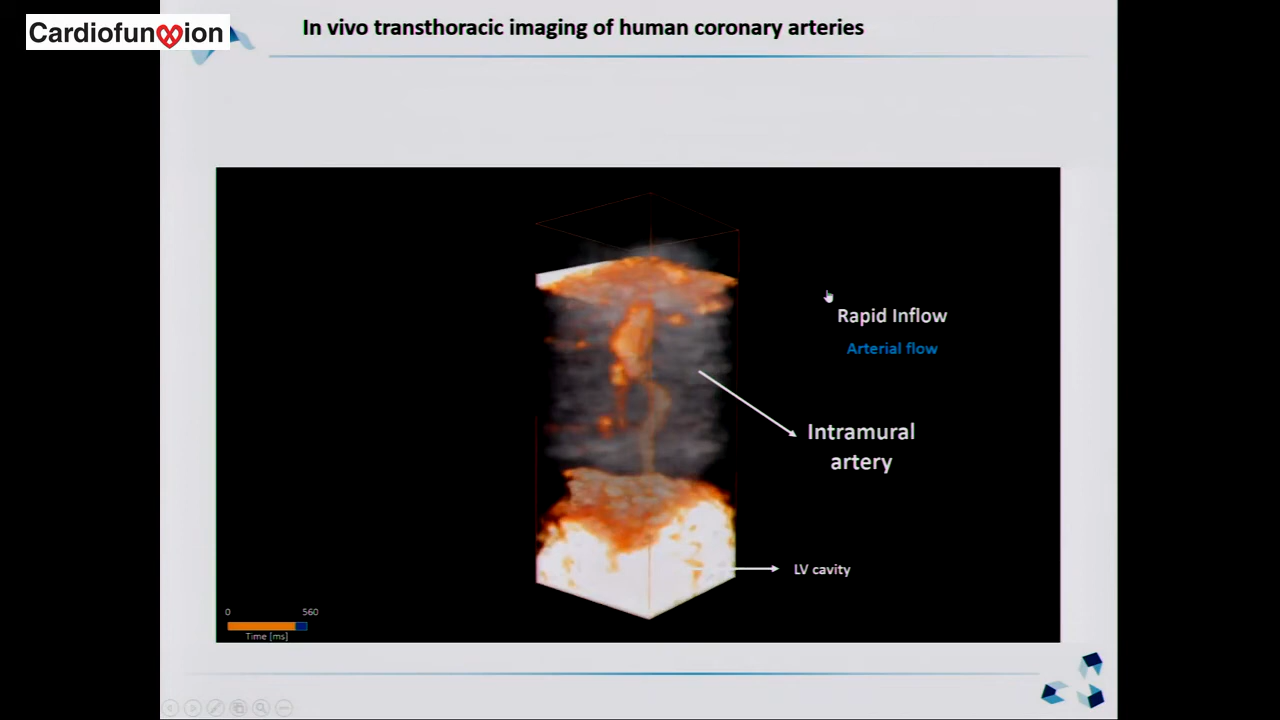 Cardiofunxion
In vivo transthoracic imaging of human coronary arteries
Rapid Inflow
Arterial flow
Intramural
artery
LV cavity
0 560
Time [ms]